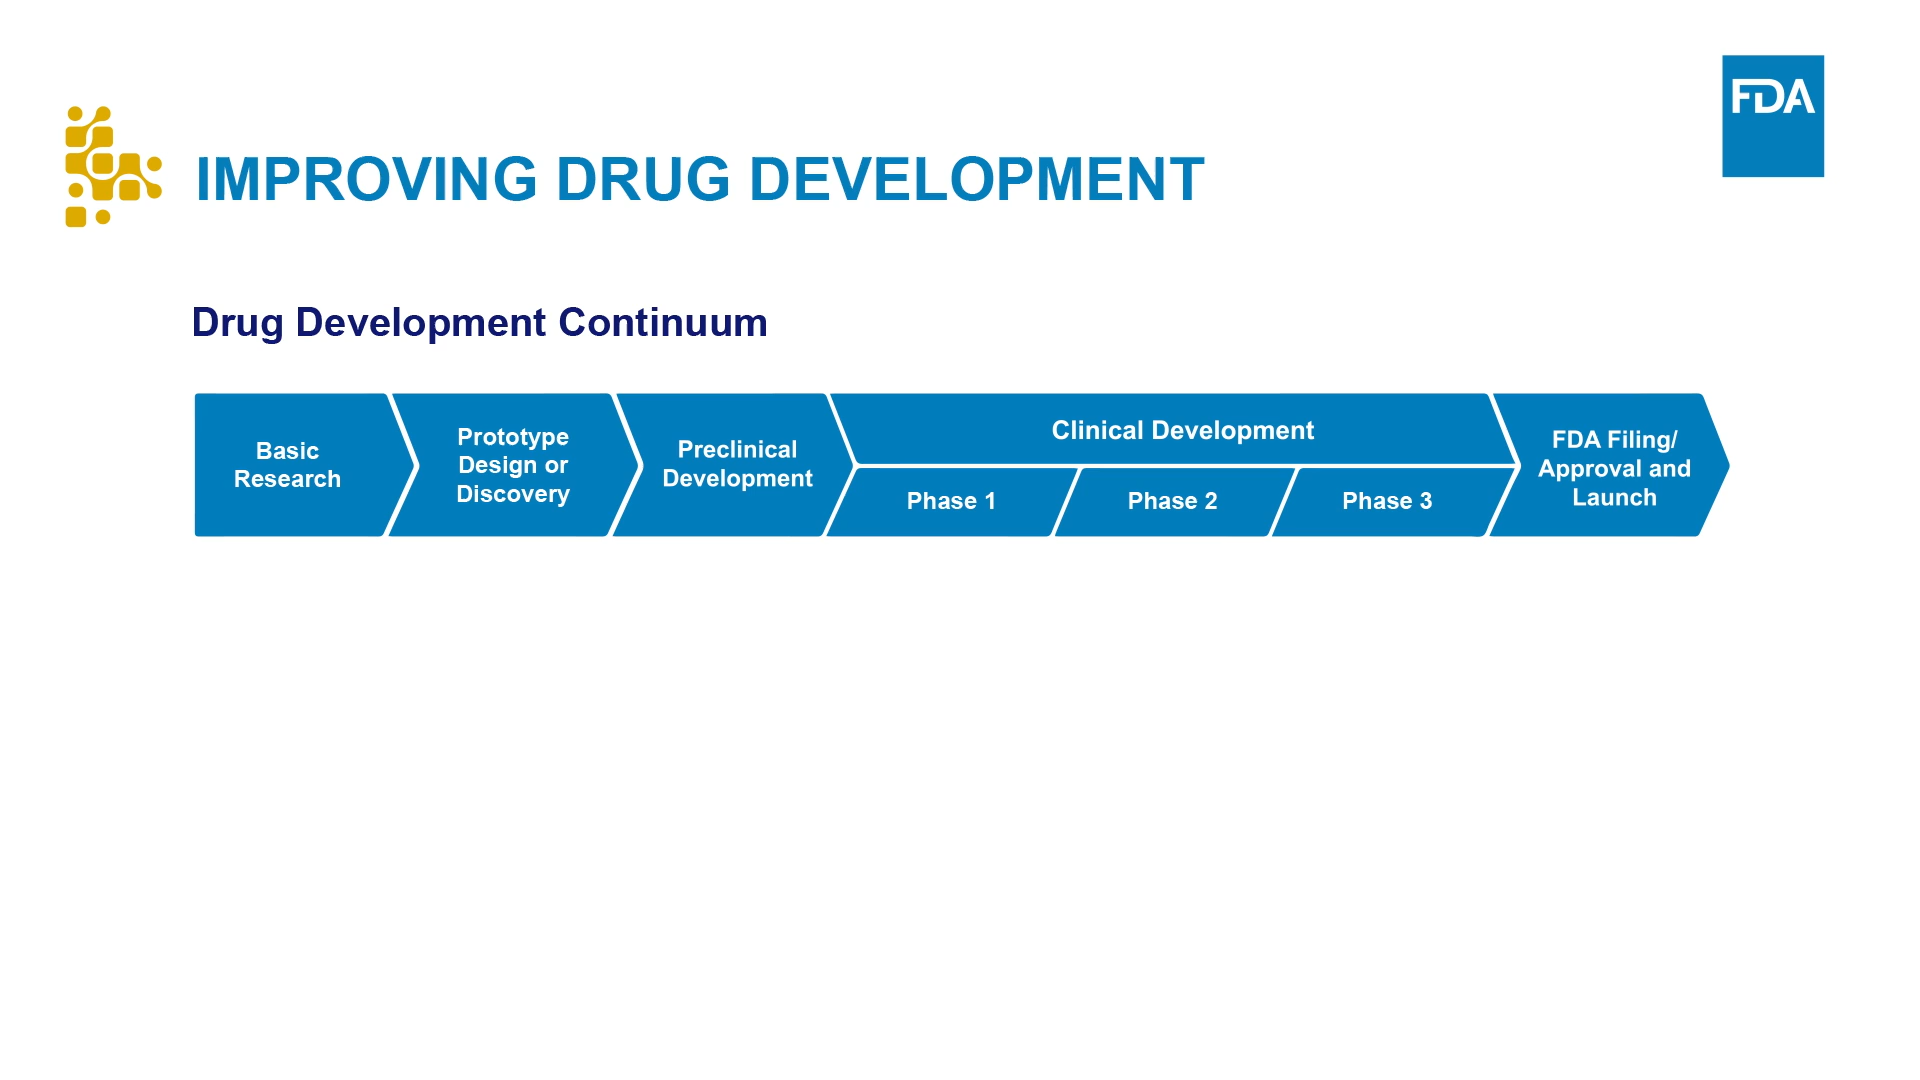 FDA
IMPROVING DRUG DEVELOPMENT
Drug Development Continuum
Basic
Research
Prototype
Design or
Discovery
Preclinical
Development
Clinical Development
Phase 1
Phase 2
Phase 3
FDA Filing/
Approval and
Launch